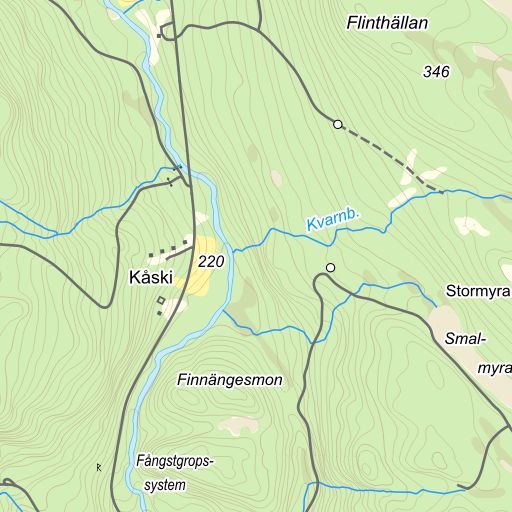 Flinthällan
346
Kvarnb.
220
Kåski
Stormyra
Smal-
myra
Finnängesmon
Fångstgrops-
system
R